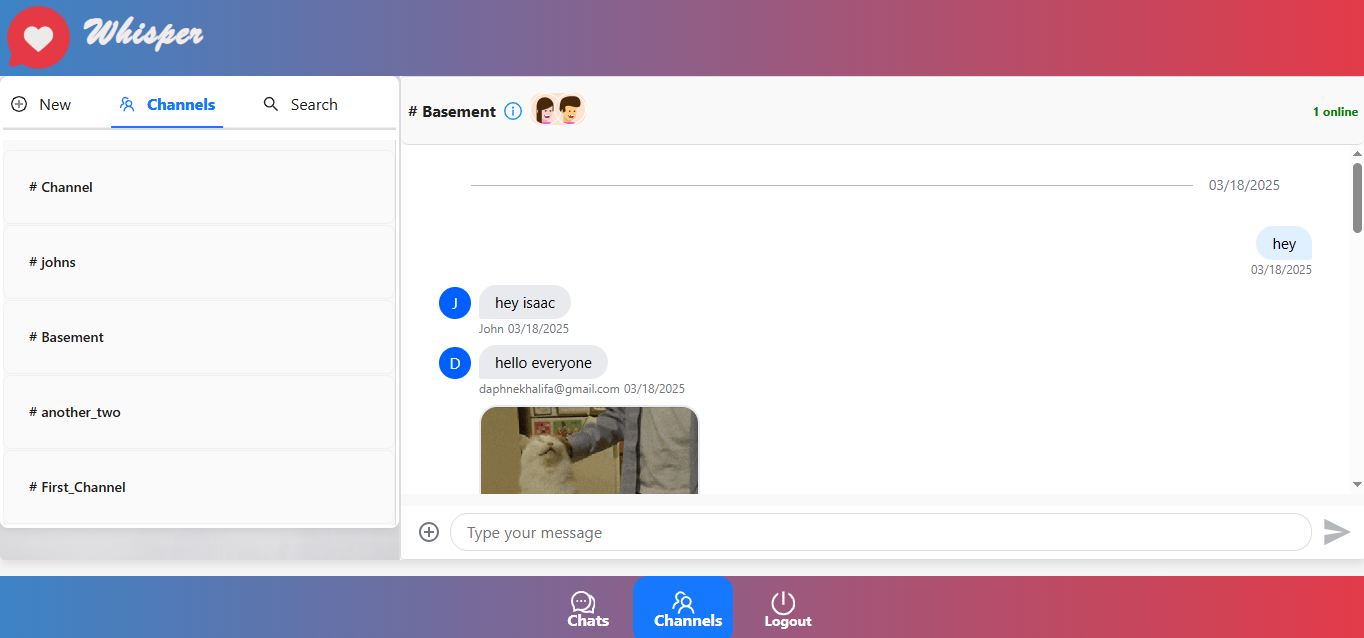 Whisper
New
Channels
Search
# Channel
# johns
# Basement
# another_two
# First_Channel
# Basement
1 online
03/18/2025
hey
03/18/2025
J
hey isaac
John 03/18/2025
D
hello everyone
daphnekhalifa@gmail.com 03/18/2025
Type your message
Chats
Channels
Logout